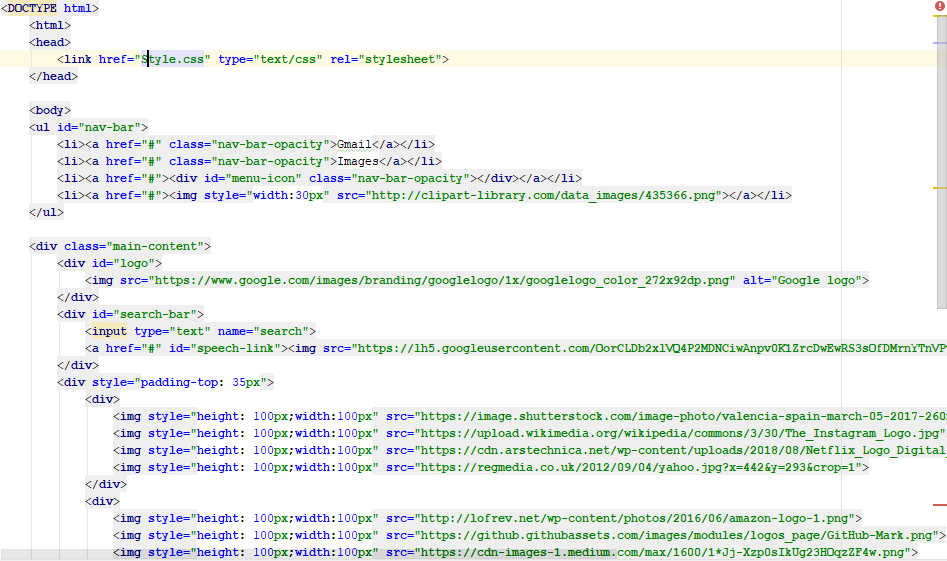 <DOCTYPE html>
<html>
<head>
<link href="Style.css" type="text/css" rel="stylesheet">
</head>
<body>
<ul id="nav-bar">
<li><a href="#" class="nav-bar-opacity">Gmail</a></li>
<li><a href="#" class="nav-bar-opacity">Images</a></li>
<li><a href="#"><div id="menu-icon" class="nav-bar-opacity"></div></a></li>
<li><a href="#"><img style="width:30px" src="http://clipart-library.com/data_images/435366.png"></a></li>
</ul>
<div class="main-content">
<div id="logo">
<img src="https://www.google.com/images/branding/googlelogo/1x/googlelogo_color_272x92dp.png" alt="Google logo">
</div>
<div id="search-bar">
<input type="text" name="search">
<a href="#" id="speech-link"><img src="https://lh5.googleusercontent.com/OorCLDb2xlVQ4P2MDNCiwAnpv0K1ZrcDwEwRS3sOfDMrnYTnVP
</div>
<div style="padding-top: 35px">
<div>
<img style="height: 100px;width:100px" src="https://image.shutterstock.com/image-photo/valencia-spain-march-05-2017-260
<img style="height: 100px;width:100px" src="https://upload.wikimedia.org/wikipedia/commons/3/30/The_Instagram_Logo.jpg"
<img style="height: 100px;width:100px" src="https://cdn.arstechnica.net/wp-content/uploads/2018/08/Netflix_Logo_Digital_
<img style="height: 100px;width:100px" src="https://regmedia.co.uk/2012/09/04/yahoo.jpg?x=442&y=293&crop=1">
</div>
<div>
<img style="height: 100px;width:100px" src="http://lofrev.net/wp-content/photos/2016/06/amazon-logo-1.png">
<img style="height: 100px;width:100px" src="https://github.githubassets.com/images/modules/logos_page/GitHub-Mark.png">
<img style="height: 100px;width:100px" src="https://cdn-images-1.medium.com/max/1600/1*Jj-Xzp0sIkUg23HOqzZF4w.png">